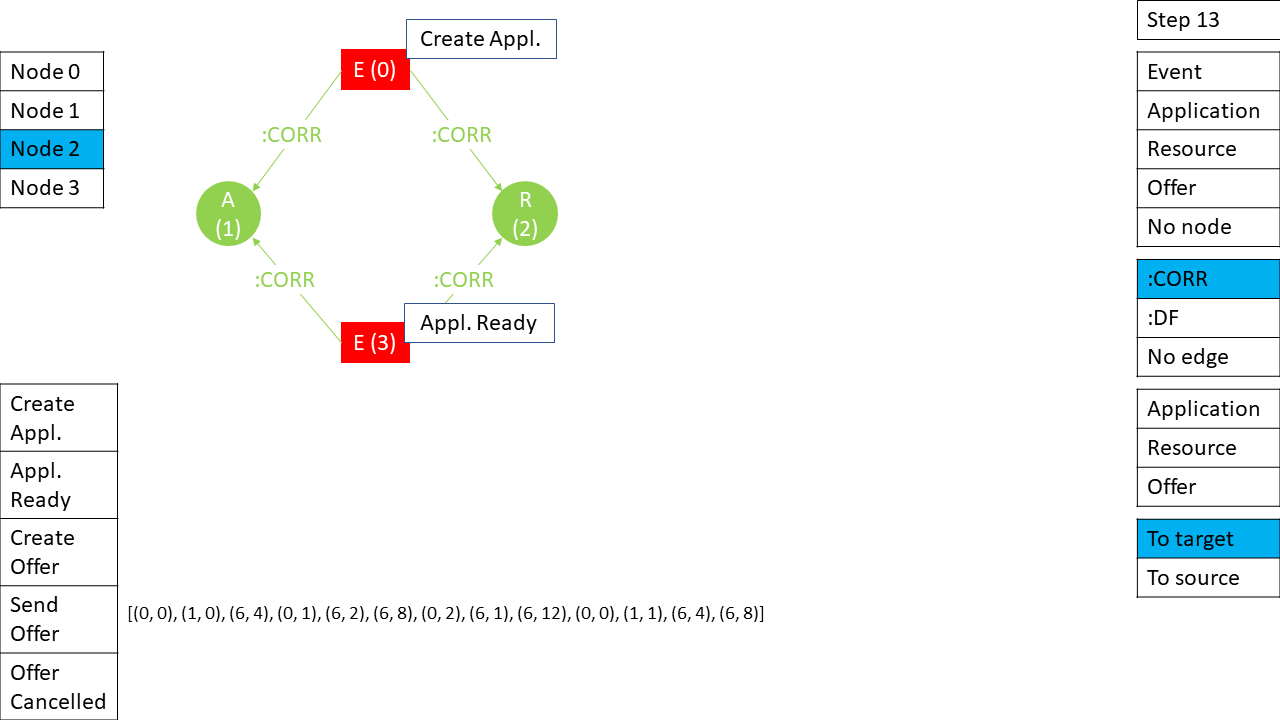 Step 13
Create Appl.
E (0)
Node 0
Node 1
Node 2
Node 3
Event
Application
Resource
Offer
No node
:CORR
:CORR
A
(1)
R
(2)
:CORR
:CORR
Appl. Ready
E (3)
:CORR
:DF
No edge
Application
Resource
Offer
To target
To source
Create
Appl.
Appl.
Ready
Create
Offer
Send
Offer
Offer
Cancelled
[(0, 0), (1, 0), (6, 4), (0, 1), (6, 2), (6, 8), (0, 2), (6, 1), (6, 12), (0, 0), (1, 1), (6, 4), (6, 8)]